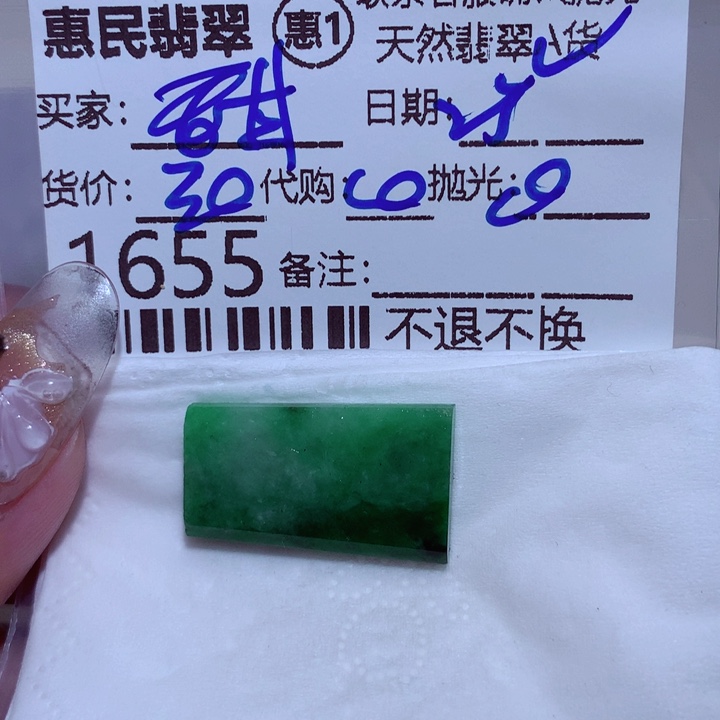 惠民翡翠 惠1
天然翡翠A货
买家： 日期：
货价：30 代购： 抛光：
1655 备注：
不退不换